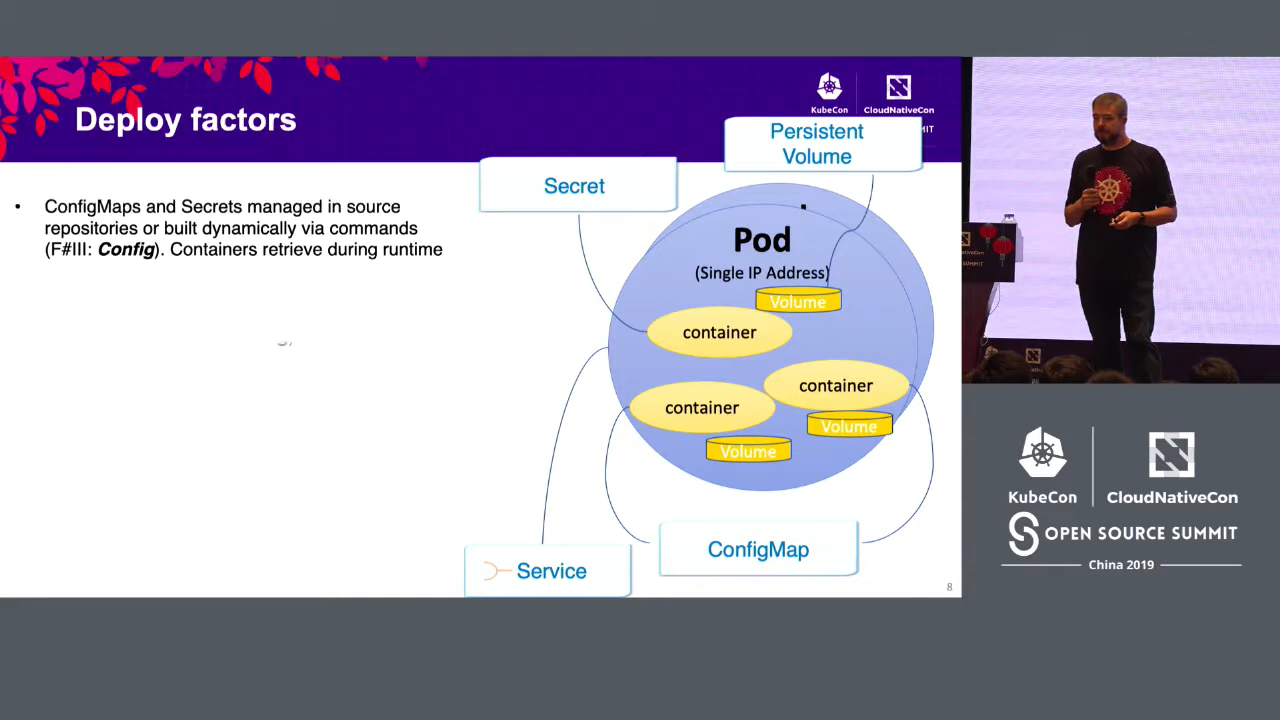 Deploy factors
KubeCon
CloudNativeCon
MIT
Persistent
Volume
Secret
• ConfigMaps and Secrets managed in source
repositories or built dynamically via commands
(F#III: Config). Containers retrieve during runtime
Pod
(Single IP Address)
Volume
container
container
container
Volume
Volume
ConfigMap
Service
8
SUMMIT
KubeCon
CloudNativeCon
OPEN SOURCE SUMMIT
China 2019